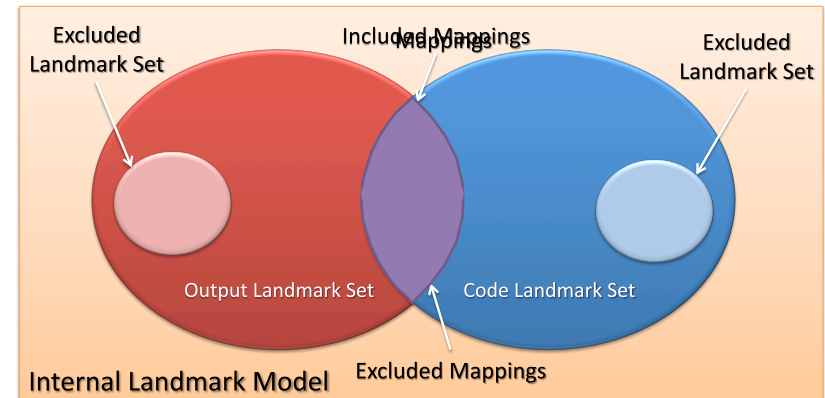 Excluded
Landmark Set
Included Mappings
Mappings
Excluded
Landmark Set
Output Landmark Set
Code Landmark Set
Excluded Mappings
Internal Landmark Model